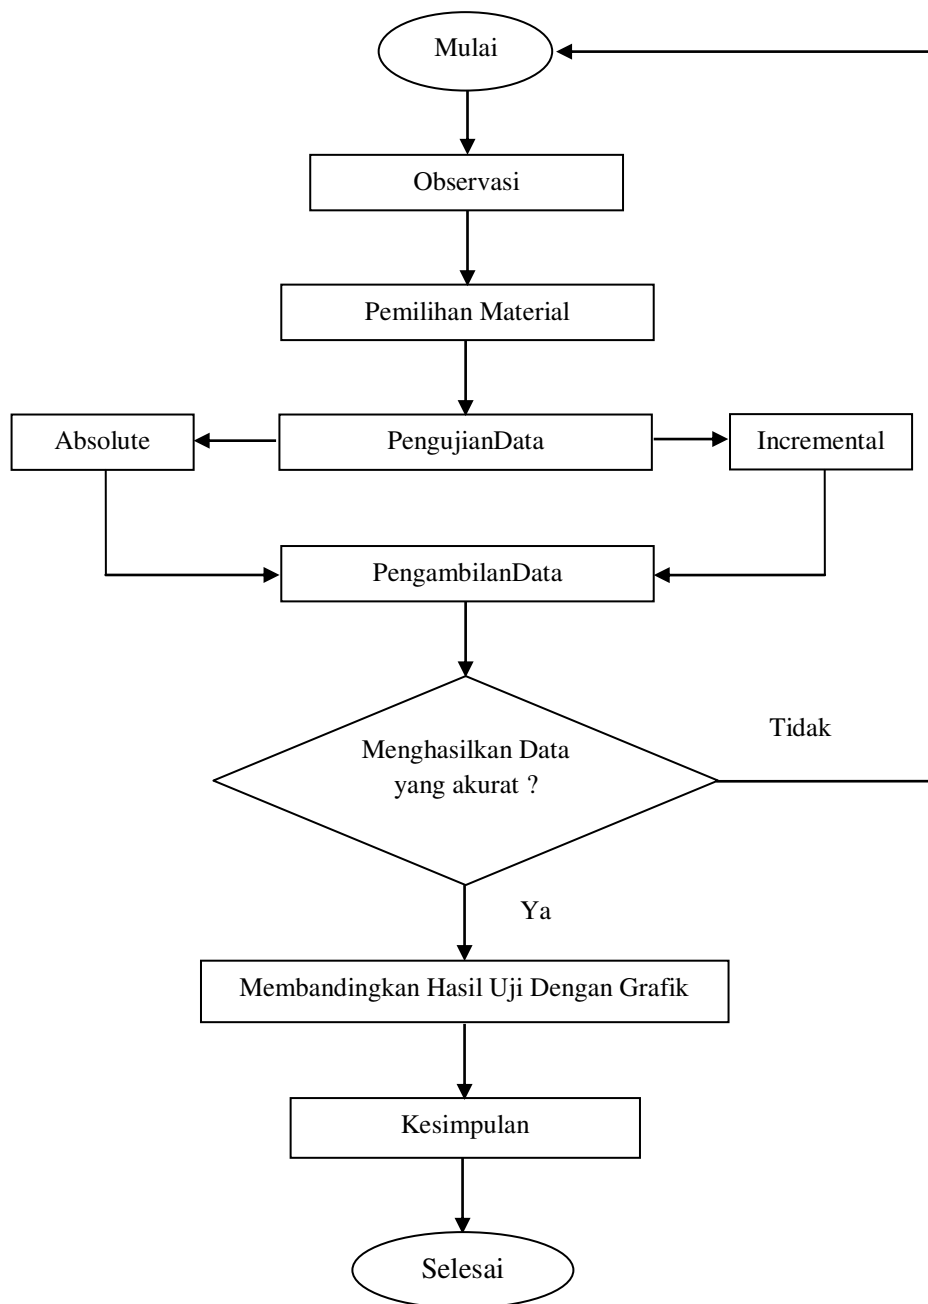 Mulai
Observasi
Pemilihan Material
Absolute
PengujianData
Incremental
PengambilanData
Tidak
Menghasilkan Data
yang akurat ?
Ya
Membandingkan Hasil Uji Dengan Grafik
Kesimpulan
Selesai